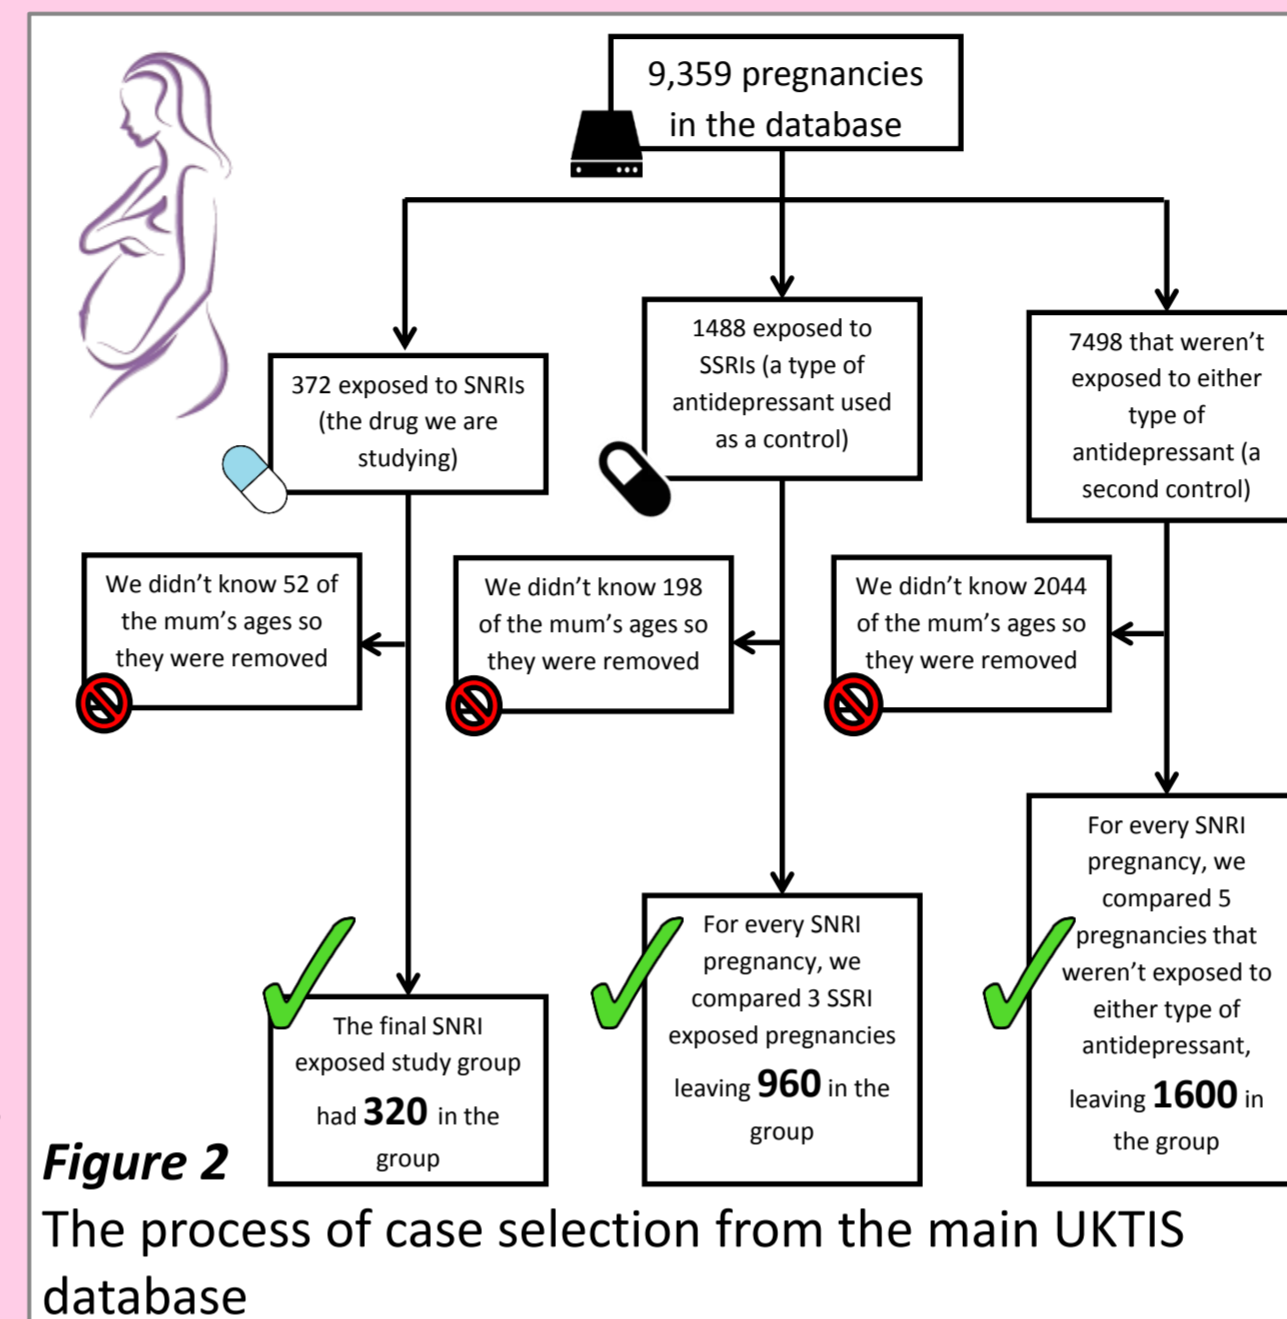 9,359 pregnancies
in the database
372 exposed to SNRIs
(the drug we are
studying)
1488 exposed to
SSRIs (a type of
antidepressant used
as a control)
7498 that weren't
exposed to either
type of
antidepressant (a
second control)
We didn't know 52 of
the mum's ages so
they were removed
We didn't know 198
of the mum's ages so
they were removed
We didn't know 2044
of the mum's ages so
they were removed
The final SNRI
exposed study group
had 320 in the
group
For every SNRI
pregnancy, we
compared 3 SSRI
exposed pregnancies
leaving 960 in the
group
For every SNRI
pregnancy, we
compared 5
pregnancies that
weren't exposed to
either type of
antidepressant,
leaving 1600 in
the group
Figure 2
The process of case selection from the main UKTIS
database